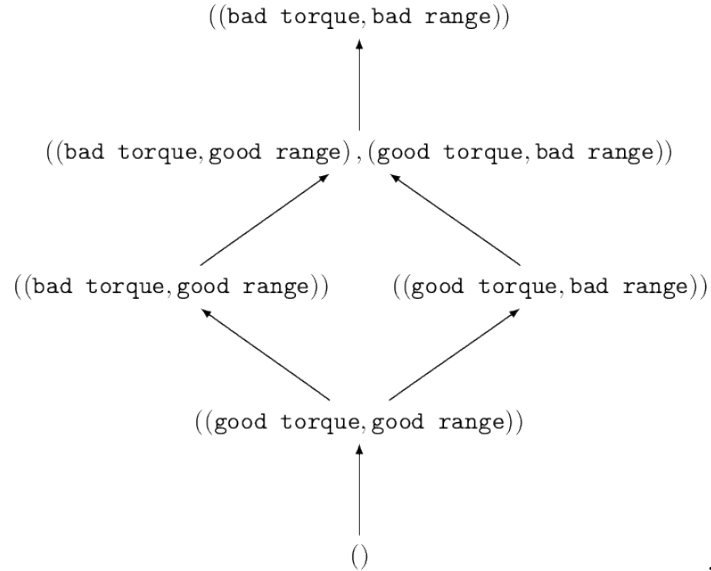 ((bad torque, bad range))
((bad torque, good range), (good torque, bad range))
((bad torque, good range)) ((good torque, bad range))
((good torque, good range))
()
.